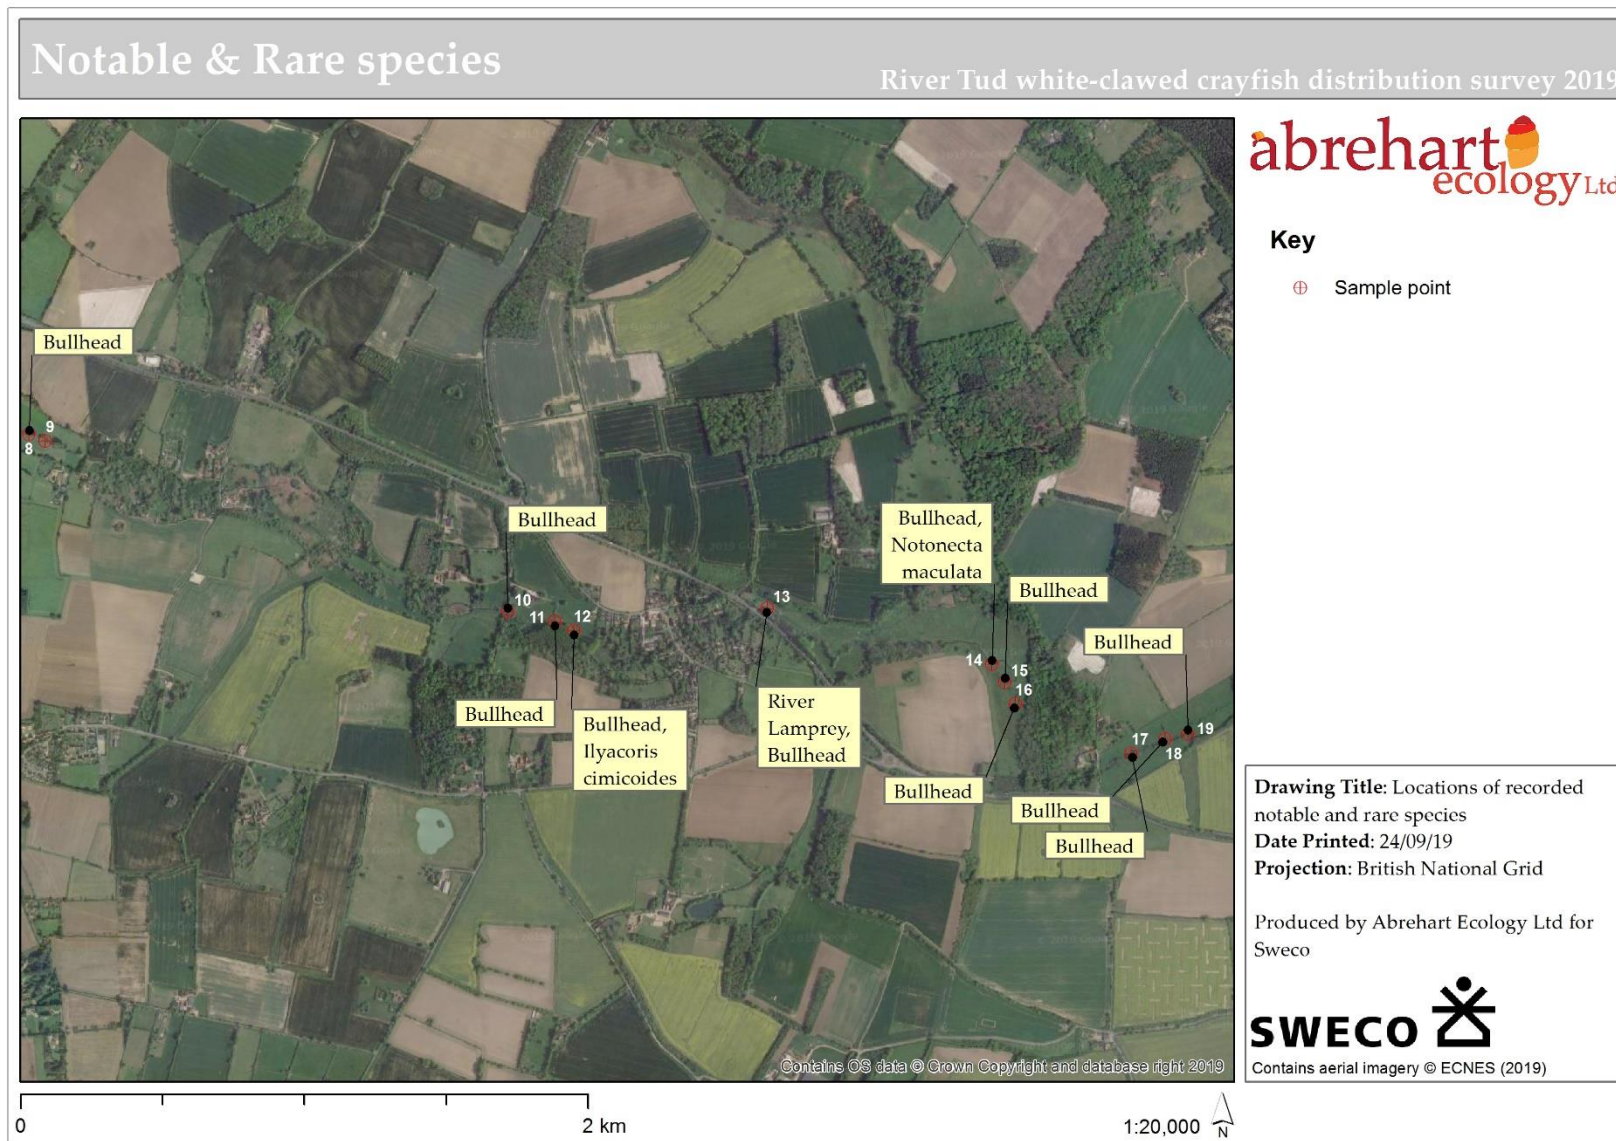 Notable & Rare species
River Tud white-clawed crayfish distribution survey 2019
abrehart
ecology Ltd
Key
Sample point
Bullhead
9
8
Bullhead
10
11
12
Bullhead
Bullhead,
Ilyacoris
cimicoides
13
River
Lamprey,
Bullhead
Bullhead,
Notonecta
maculata
Bullhead
14
15
16
Bullhead
Bullhead
19
17
18
Bullhead
Bullhead
Contains OS data © Crown Copyright and database right 2019
Drawing Title: Locations of recorded
notable and rare species
Date Printed: 24/09/19
Projection: British National Grid
Produced by Abrehart Ecology Ltd for
Sweco
SWECO
Contains aerial imagery © ECNES (2019)
0
2 km
1:20,000
N